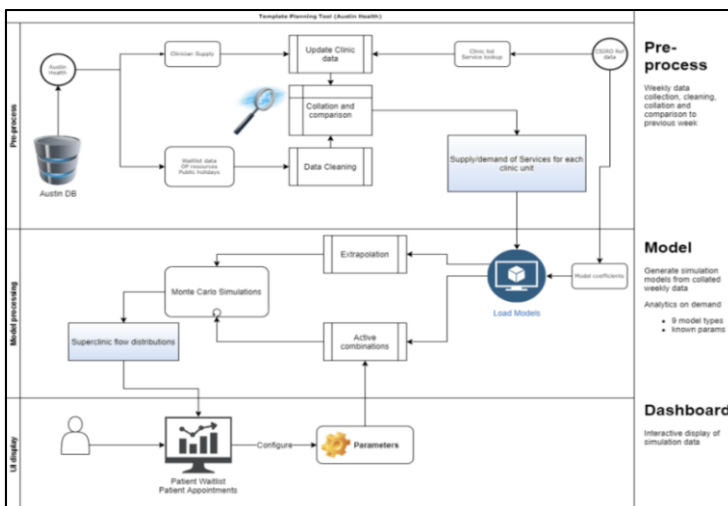 Template Planning Tool (Austin Health)
Pre-process
Austin
Health
Austin DB
Clinician Supply
Update Clinic
data
Clinic list
Service lookup
CSIRO Ref
data
Collation and
comparison
Waitlist data
OP resources
Public holidays
Data Cleaning
Supply/demand of Services for each
clinic unit
Pre-
process
Weekly data
collection, cleaning,
collation and
comparison to
previous week
Model processing
Extrapolation
Monte Carlo Simulations
Load Models
Model coefficients
Superclinic flow distributions
Active
combinations
Model
Generate simulation
models from collated
weekly data
Analytics on demand
• 9 model types
• known params
UI display
Patient Waitlist
Patient Appointments
Configure
Parameters
Dashboard
Interactive display of
simulation data